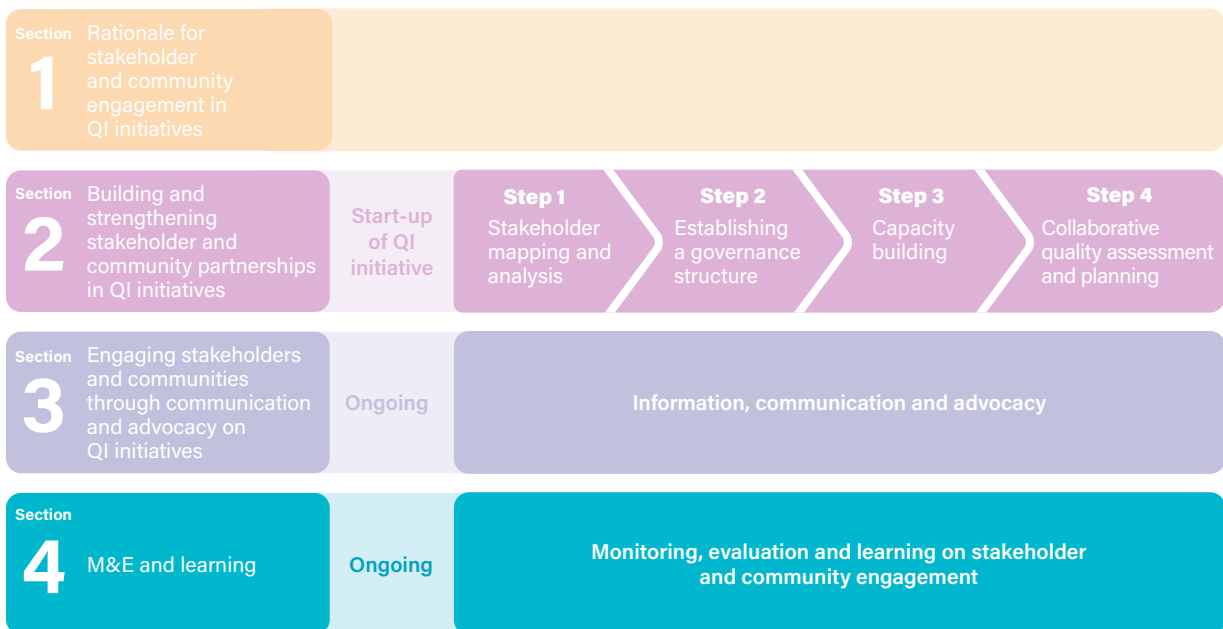 Section
1
Rationale for
stakeholder
and community
engagement in
QI initiatives
Section
2
Building and
strengthening
stakeholder and
community partnerships
in QI initiatives
Start-up
of QI
initiative
Step 1
Stakeholder
mapping and
analysis
Step 2
Establishing
a governance
structure
Step 3
Capacity
building
Step 4
Collaborative
quality assessment
and planning
Section
3
Engaging stakeholders
and communities
through communication
and advocacy on
QI initiatives
Ongoing
Information, communication and advocacy
Section
4
M&E and learning
Ongoing
Monitoring, evaluation and learning on stakeholder
and community engagement